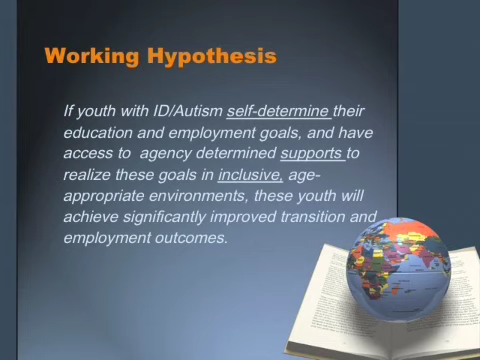 Working Hypothesis
If youth with ID/Autism self-determine their
education and employment goals, and have
access to agency determined supports to
realize these goals in inclusive, age-
appropriate environments, these youth will
achieve significantly improved transition and
employment outcomes.